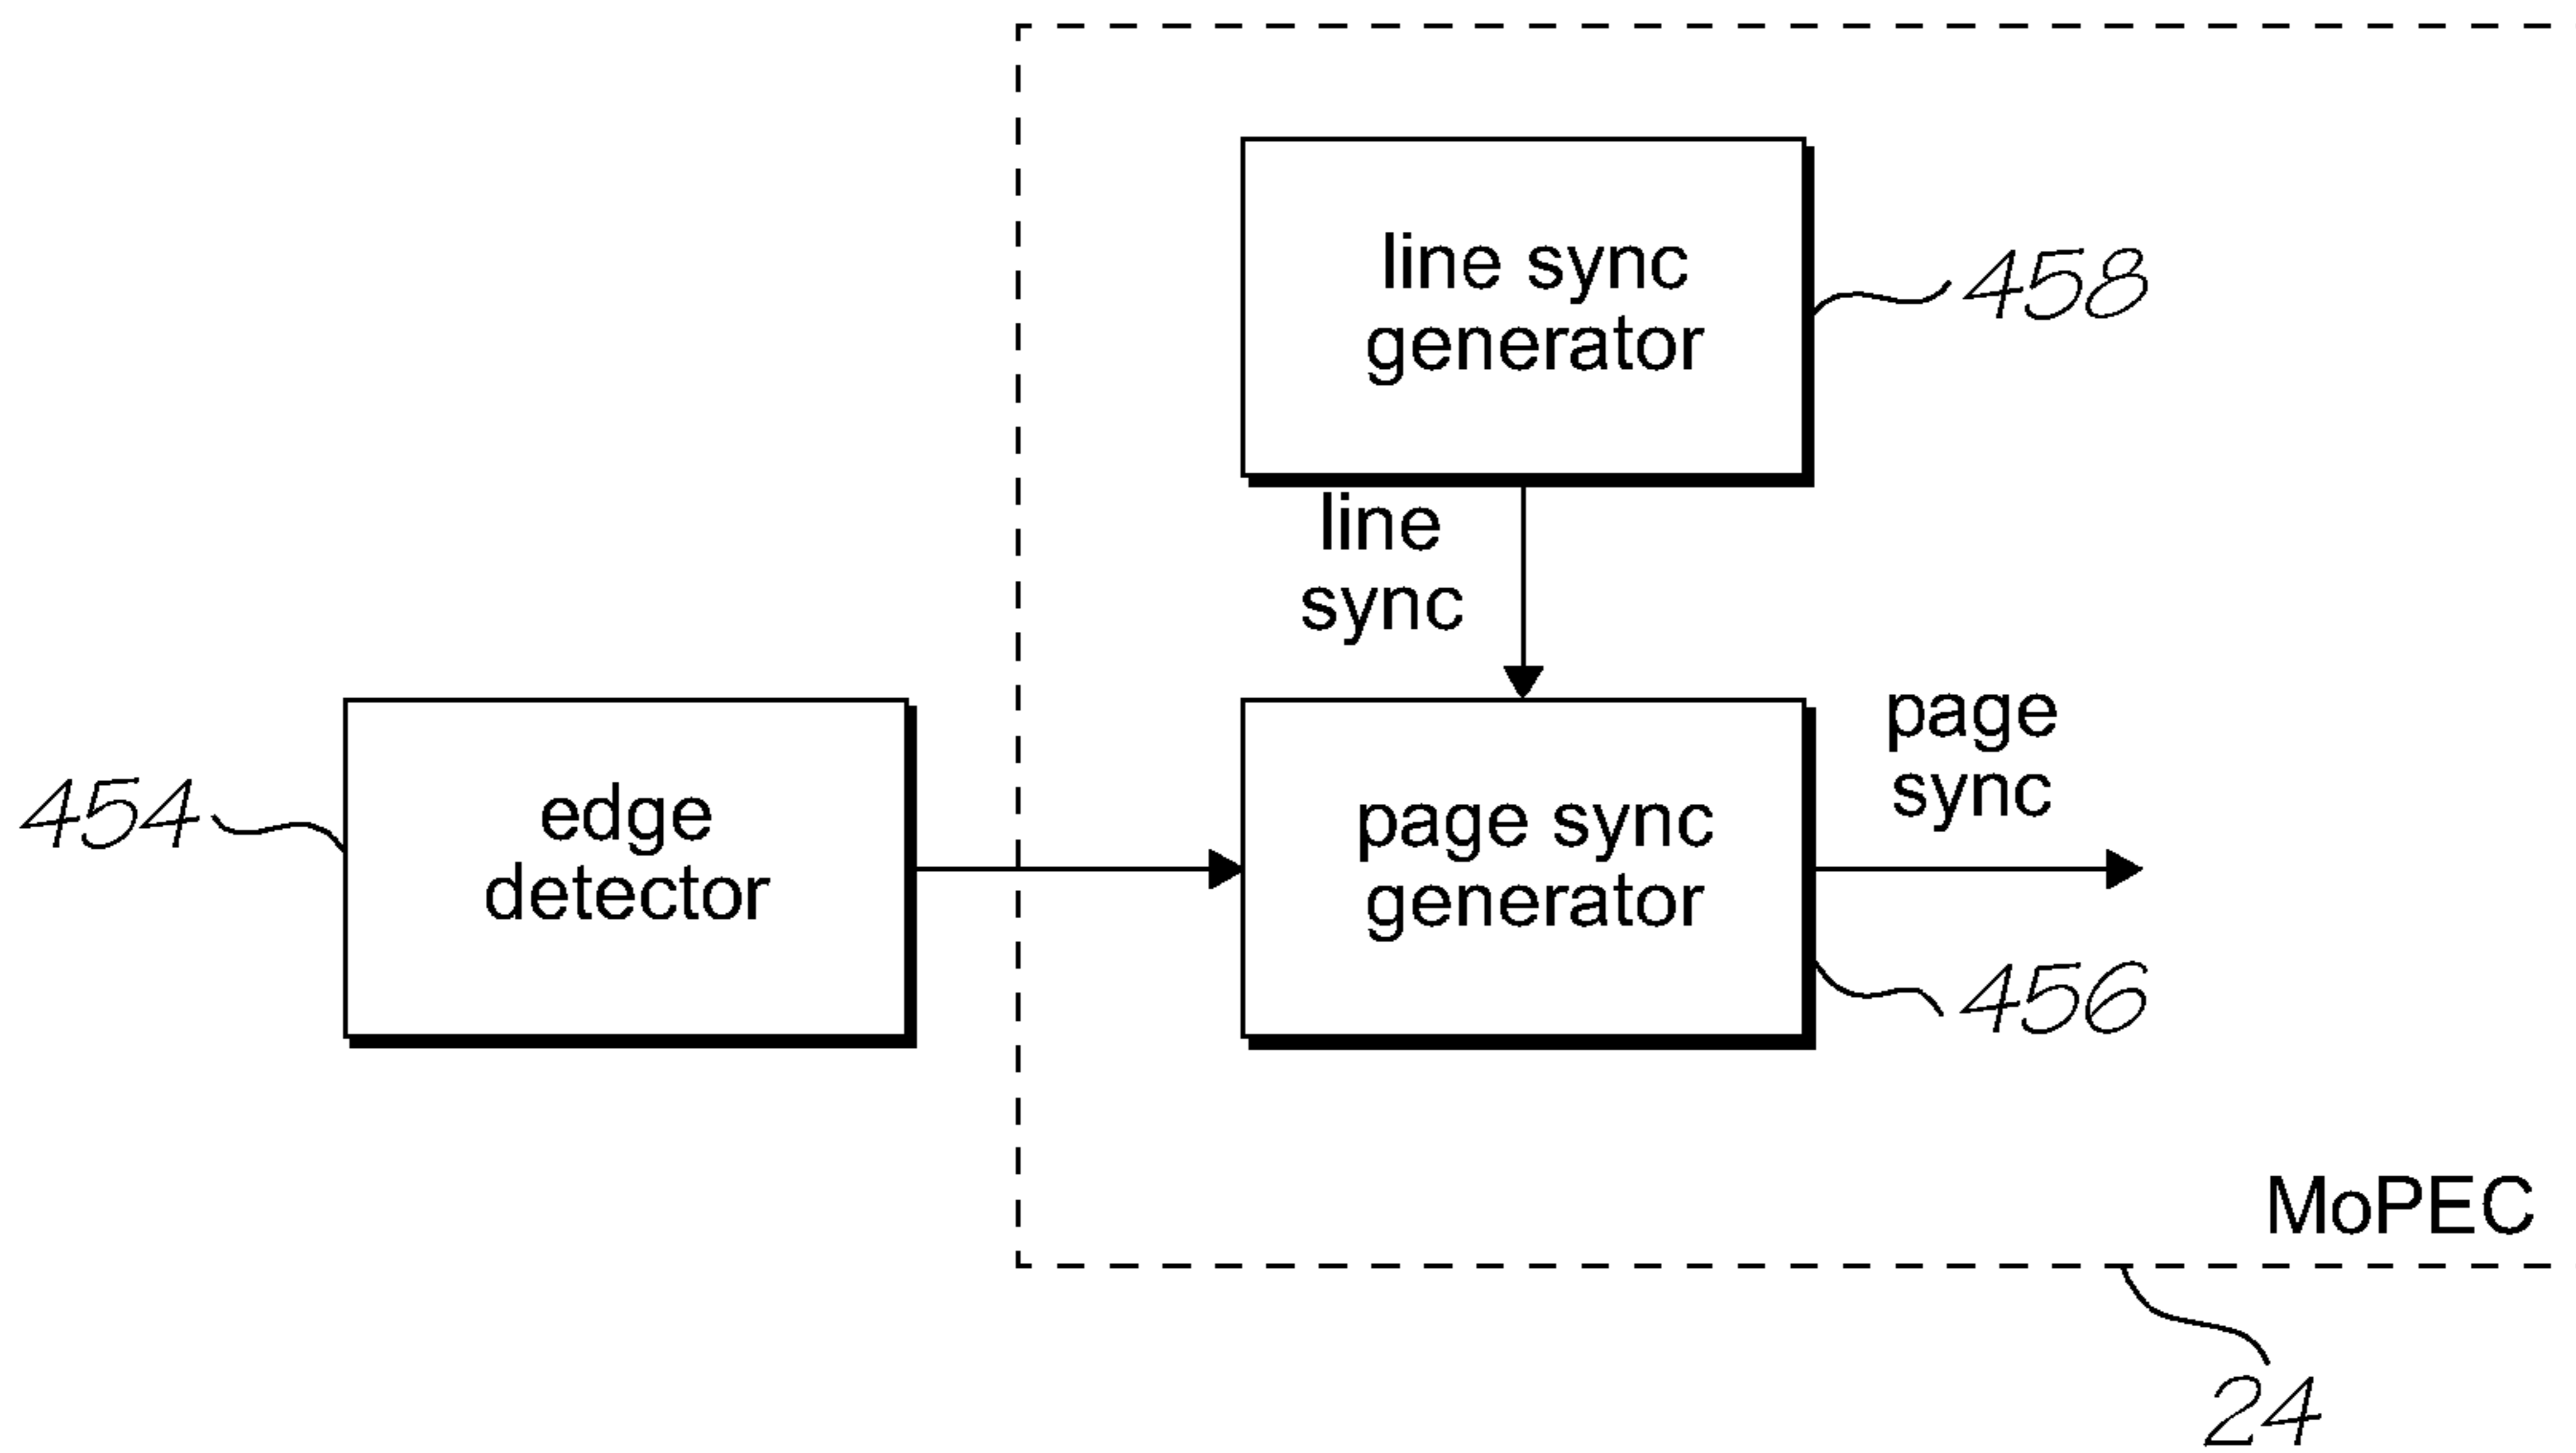 line sync
generator
458
line
sync
page
sync
454
edge
detector
page sync
generator
456
MoPEC
24